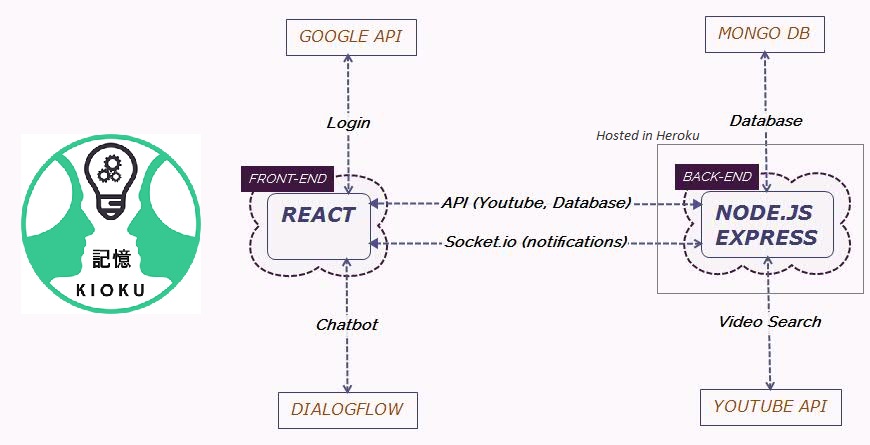 GOOGLE API
MONGO DB
Login
Database
Hosted in Heroku
FRONT-END
BACK-END
REACT
API (Youtube, Database)
NODE.JS
EXPRESS
Socket.io (notifications)
記憶
KIOKU
Chatbot
Video Search
DIALOGFLOW
YOUTUBE API